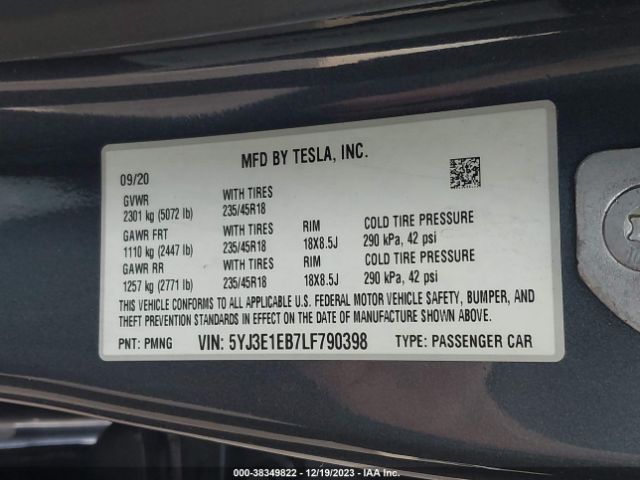 MFD BY TESLA, INC.
09/20
GVWR WITH TIRES
2301 kg (5072 lb) 235/45R18
GAWR FRT WITH TIRES RIM COLD TIRE PRESSURE
1110 kg (2447 lb) 235/45R18 18X8.5J 290 kPa, 42 psi
GAWR RR WITH TIRES RIM COLD TIRE PRESSURE
1257 kg (2771 lb) 235/45R18 18X8.5J 290 kPa, 42 psi
THIS VEHICLE CONFORMS TO ALL APPLICABLE U.S. FEDERAL MOTOR VEHICLE SAFETY, BUMPER, AND
THEFT PREVENTION STANDARDS IN EFFECT ON THE DATE OF MANUFACTURE SHOWN ABOVE.
PNT: PMNG VIN: 5YJ3E1EB7LF790398 TYPE: PASSENGER CAR
000-38349822 - 12/19/2023 - IAA Inc.